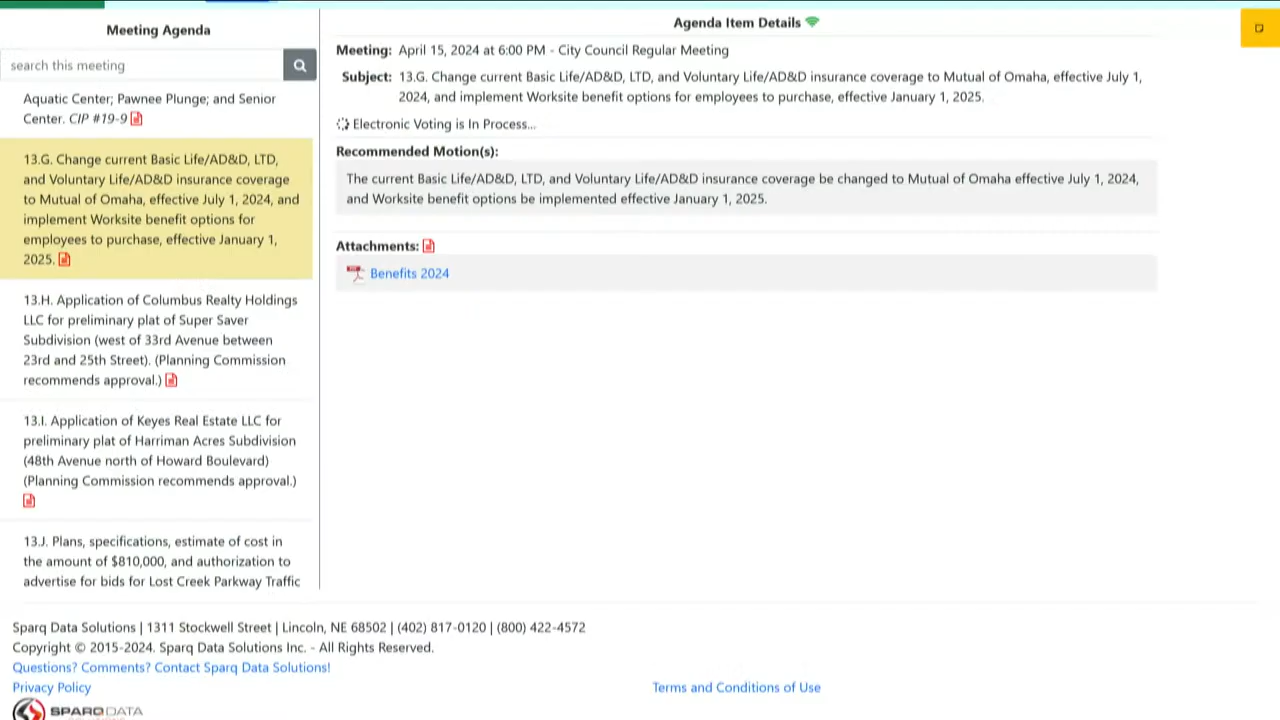 Meeting Agenda
search this meeting
Aquatic Center; Pawnee Plunge; and Senior
Center. CIP #19-9
13.G. Change current Basic Life/AD&D, LTD,
and Voluntary Life/AD&D insurance coverage
to Mutual of Omaha, effective July 1, 2024, and
implement Worksite benefit options for
employees to purchase, effective January 1,
2025.
13.H. Application of Columbus Realty Holdings
LLC for preliminary plat of Super Saver
Subdivision (west of 33rd Avenue between
23rd and 25th Street). (Planning Commission
recommends approval.)
13.I. Application of Keyes Real Estate LLC for
preliminary plat of Harriman Acres Subdivision
(48th Avenue north of Howard Boulevard)
(Planning Commission recommends approval.)
13.J. Plans, specifications, estimate of cost in
the amount of $810,000, and authorization to
advertise for bids for Lost Creek Parkway Traffic
Agenda Item Details
Meeting: April 15, 2024 at 6:00 PM - City Council Regular Meeting
Subject: 13.G. Change current Basic Life/AD&D, LTD, and Voluntary Life/AD&D insurance coverage to Mutual of Omaha, effective July 1,
2024, and implement Worksite benefit options for employees to purchase, effective January 1, 2025.
Electronic Voting is In Process...
Recommended Motion(s):
The current Basic Life/AD&D, LTD, and Voluntary Life/AD&D insurance coverage be changed to Mutual of Omaha effective July 1, 2024,
and Worksite benefit options be implemented effective January 1, 2025.
Attachments:
Benefits 2024
Sparq Data Solutions | 1311 Stockwell Street | Lincoln, NE 68502 | (402) 817-0120 | (800) 422-4572
Copyright © 2015-2024. Sparq Data Solutions Inc. - All Rights Reserved.
Questions? Comments? Contact Sparq Data Solutions!
Privacy Policy
Terms and Conditions of Use
SPARQ DATA